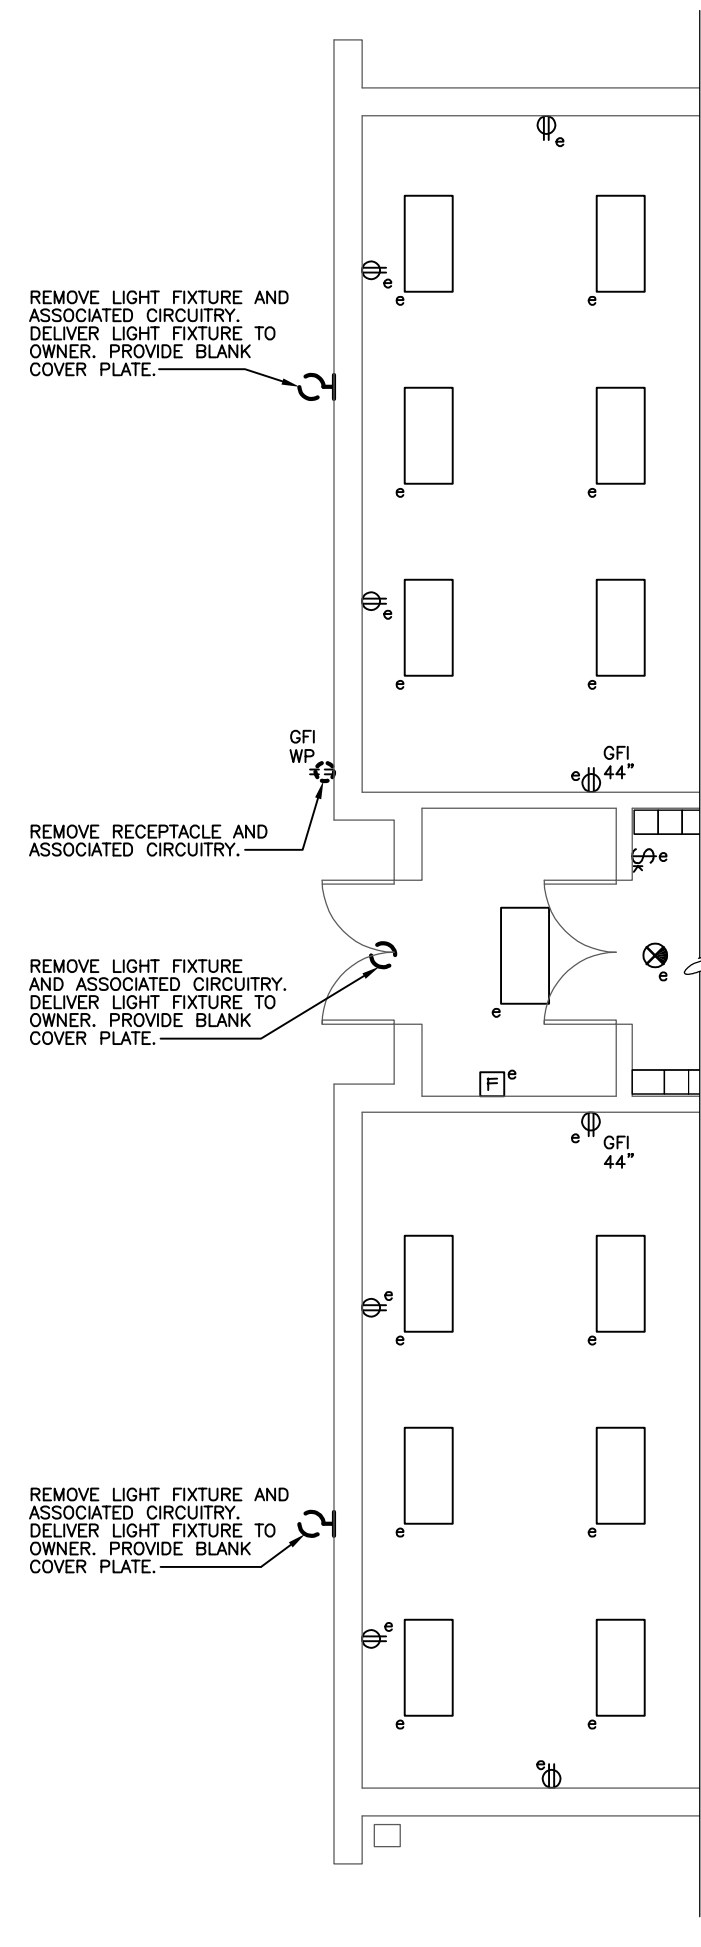 e
e
e
e
REMOVE LIGHT FIXTURE AND
ASSOCIATED CIRCUITRY.
DELIVER LIGHT FIXTURE TO
OWNER. PROVIDE BLANK
COVER PLATE.
e
e
e
e
e
GFI
WP
GFI
44"
e
REMOVE RECEPTACLE AND
ASSOCIATED CIRCUITRY.
SK
e
REMOVE LIGHT FIXTURE
AND ASSOCIATED CIRCUITRY.
DELIVER LIGHT FIXTURE TO
OWNER. PROVIDE BLANK
COVER PLATE.
e
e
F
e
e
GFI
44"
e
e
e
e
e
REMOVE LIGHT FIXTURE AND
ASSOCIATED CIRCUITRY.
DELIVER LIGHT FIXTURE TO
OWNER. PROVIDE BLANK
COVER PLATE.
e
e
e
e